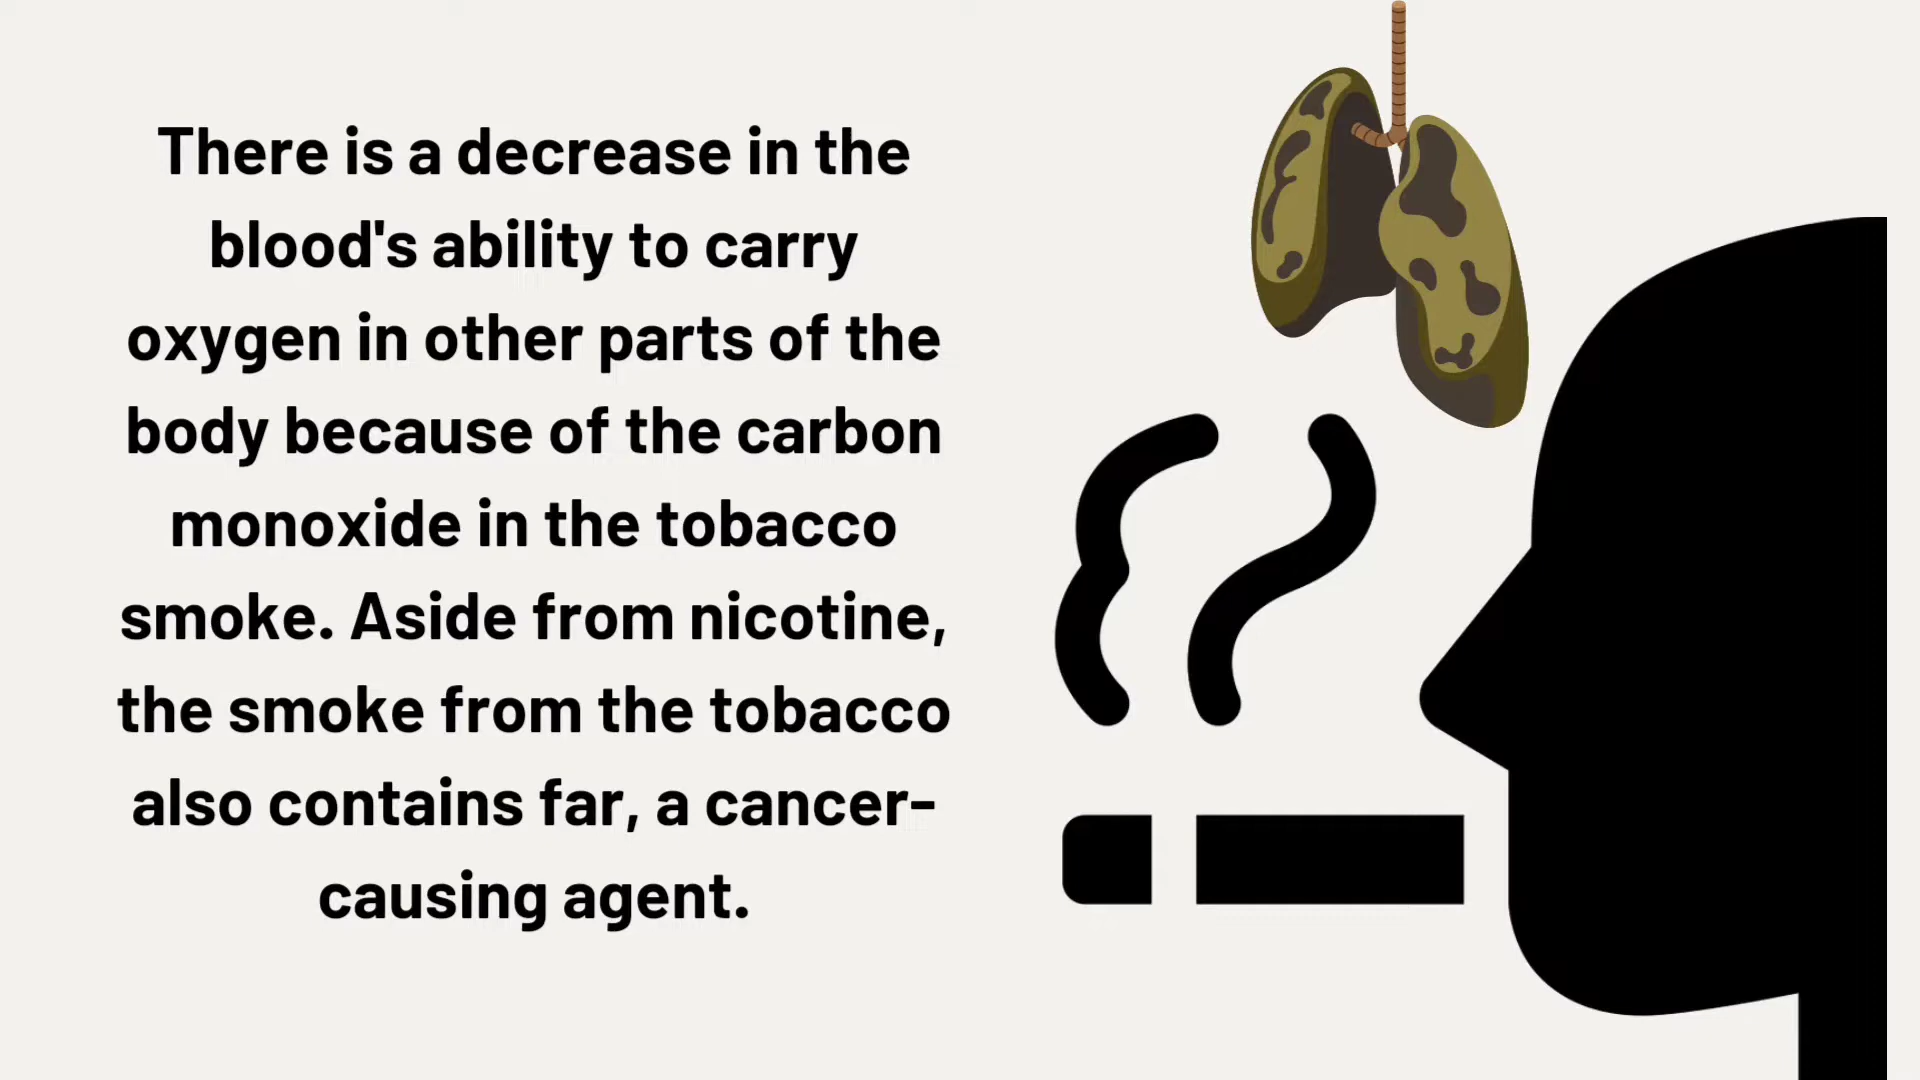 There is a decrease in the
blood's ability to carry
oxygen in other parts of the
body because of the carbon
monoxide in the tobacco
smoke. Aside from nicotine,
the smoke from the tobacco
also contains far, a cancer-
causing agent.